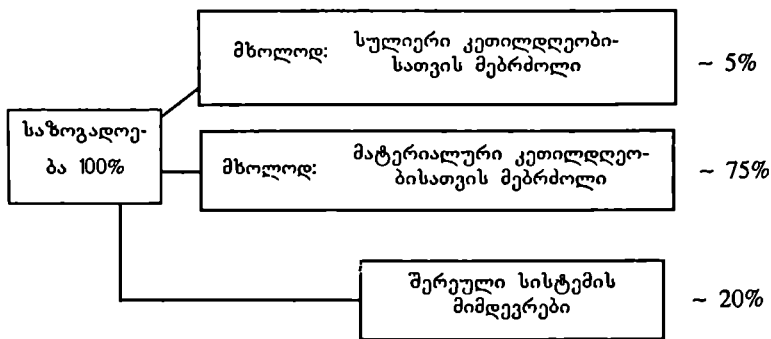 მხოლოდ: სულიერი კეთილდღეობი-
სათვის მებრძოლი
~ 5%
საზოგადოე-
ბა 100%
მხოლოდ: მატერიალური კეთილდღეო-
ბისათვის მებრძოლი
~ 75%
შერეული სისტემის
მიმდევრები
~ 20%